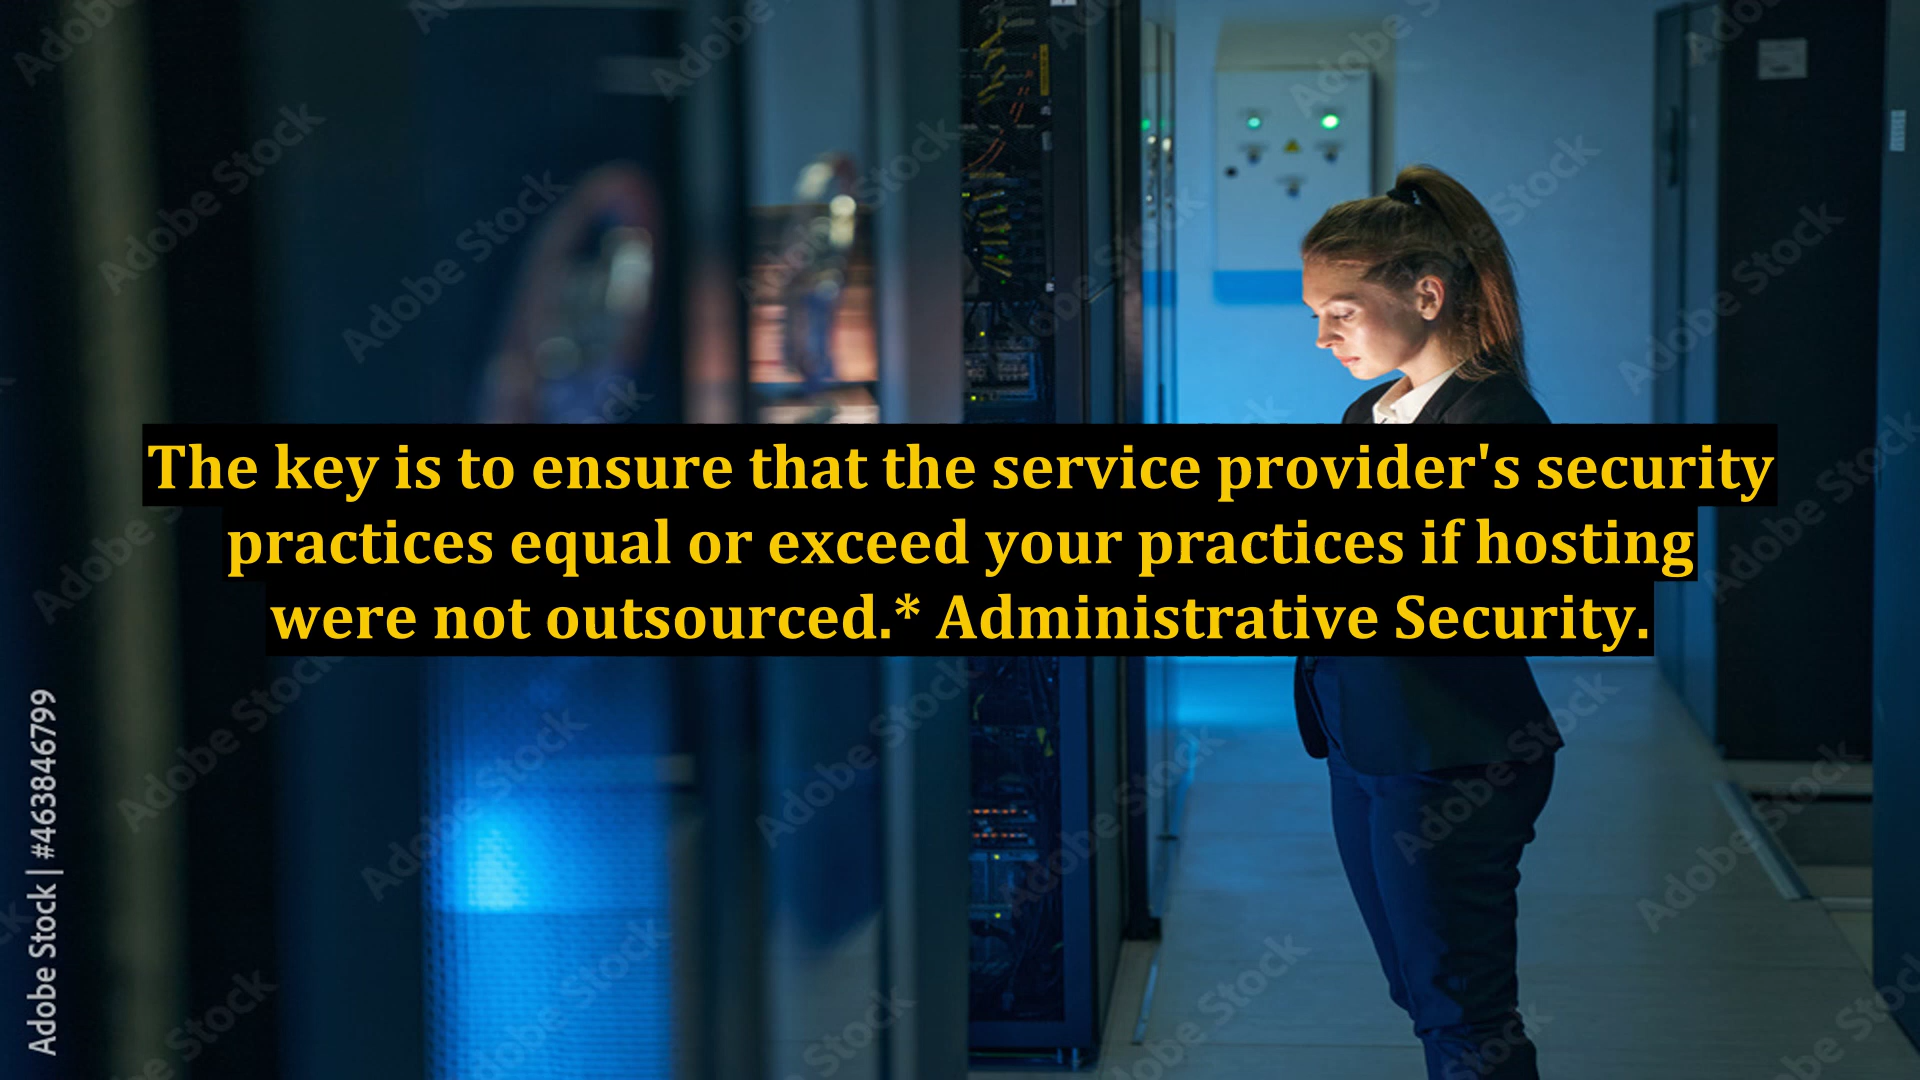 The key is to ensure that the service provider's security
practices equal or exceed your practices if hosting
were not outsourced.* Administrative Security.
Adobe Stock | #463846799